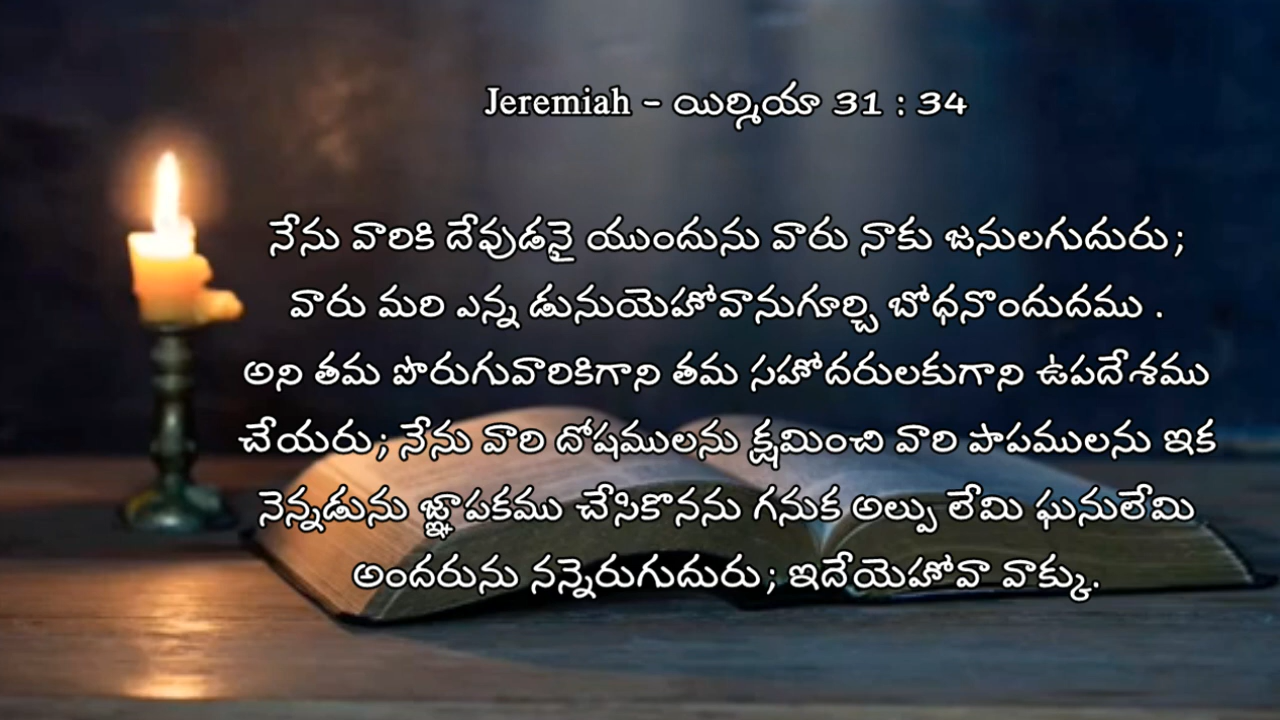 Jeremiah - యిర్మియా 31 : 34
నేను వారికి దేవుడనై యుందును వారు నాకు జనులగుదురు;
వారు మరి ఎన్న డునుయెహోవానుగూర్చి బోధనొందుదము .
అని తమ పొరుగువారికిగాని తమ సహోదరులకుగాని ఉపదేశము
చేయరు; నేను వారి దోషములను క్షమించి వారి పాపములను ఇక
నెన్నడును జ్ఞాపకము చేసికొనను గనుక అల్పు లేమి ఘనులేమి
అందరును నన్నెరుగుదురు; ఇదేయెహోవా వాక్కు.